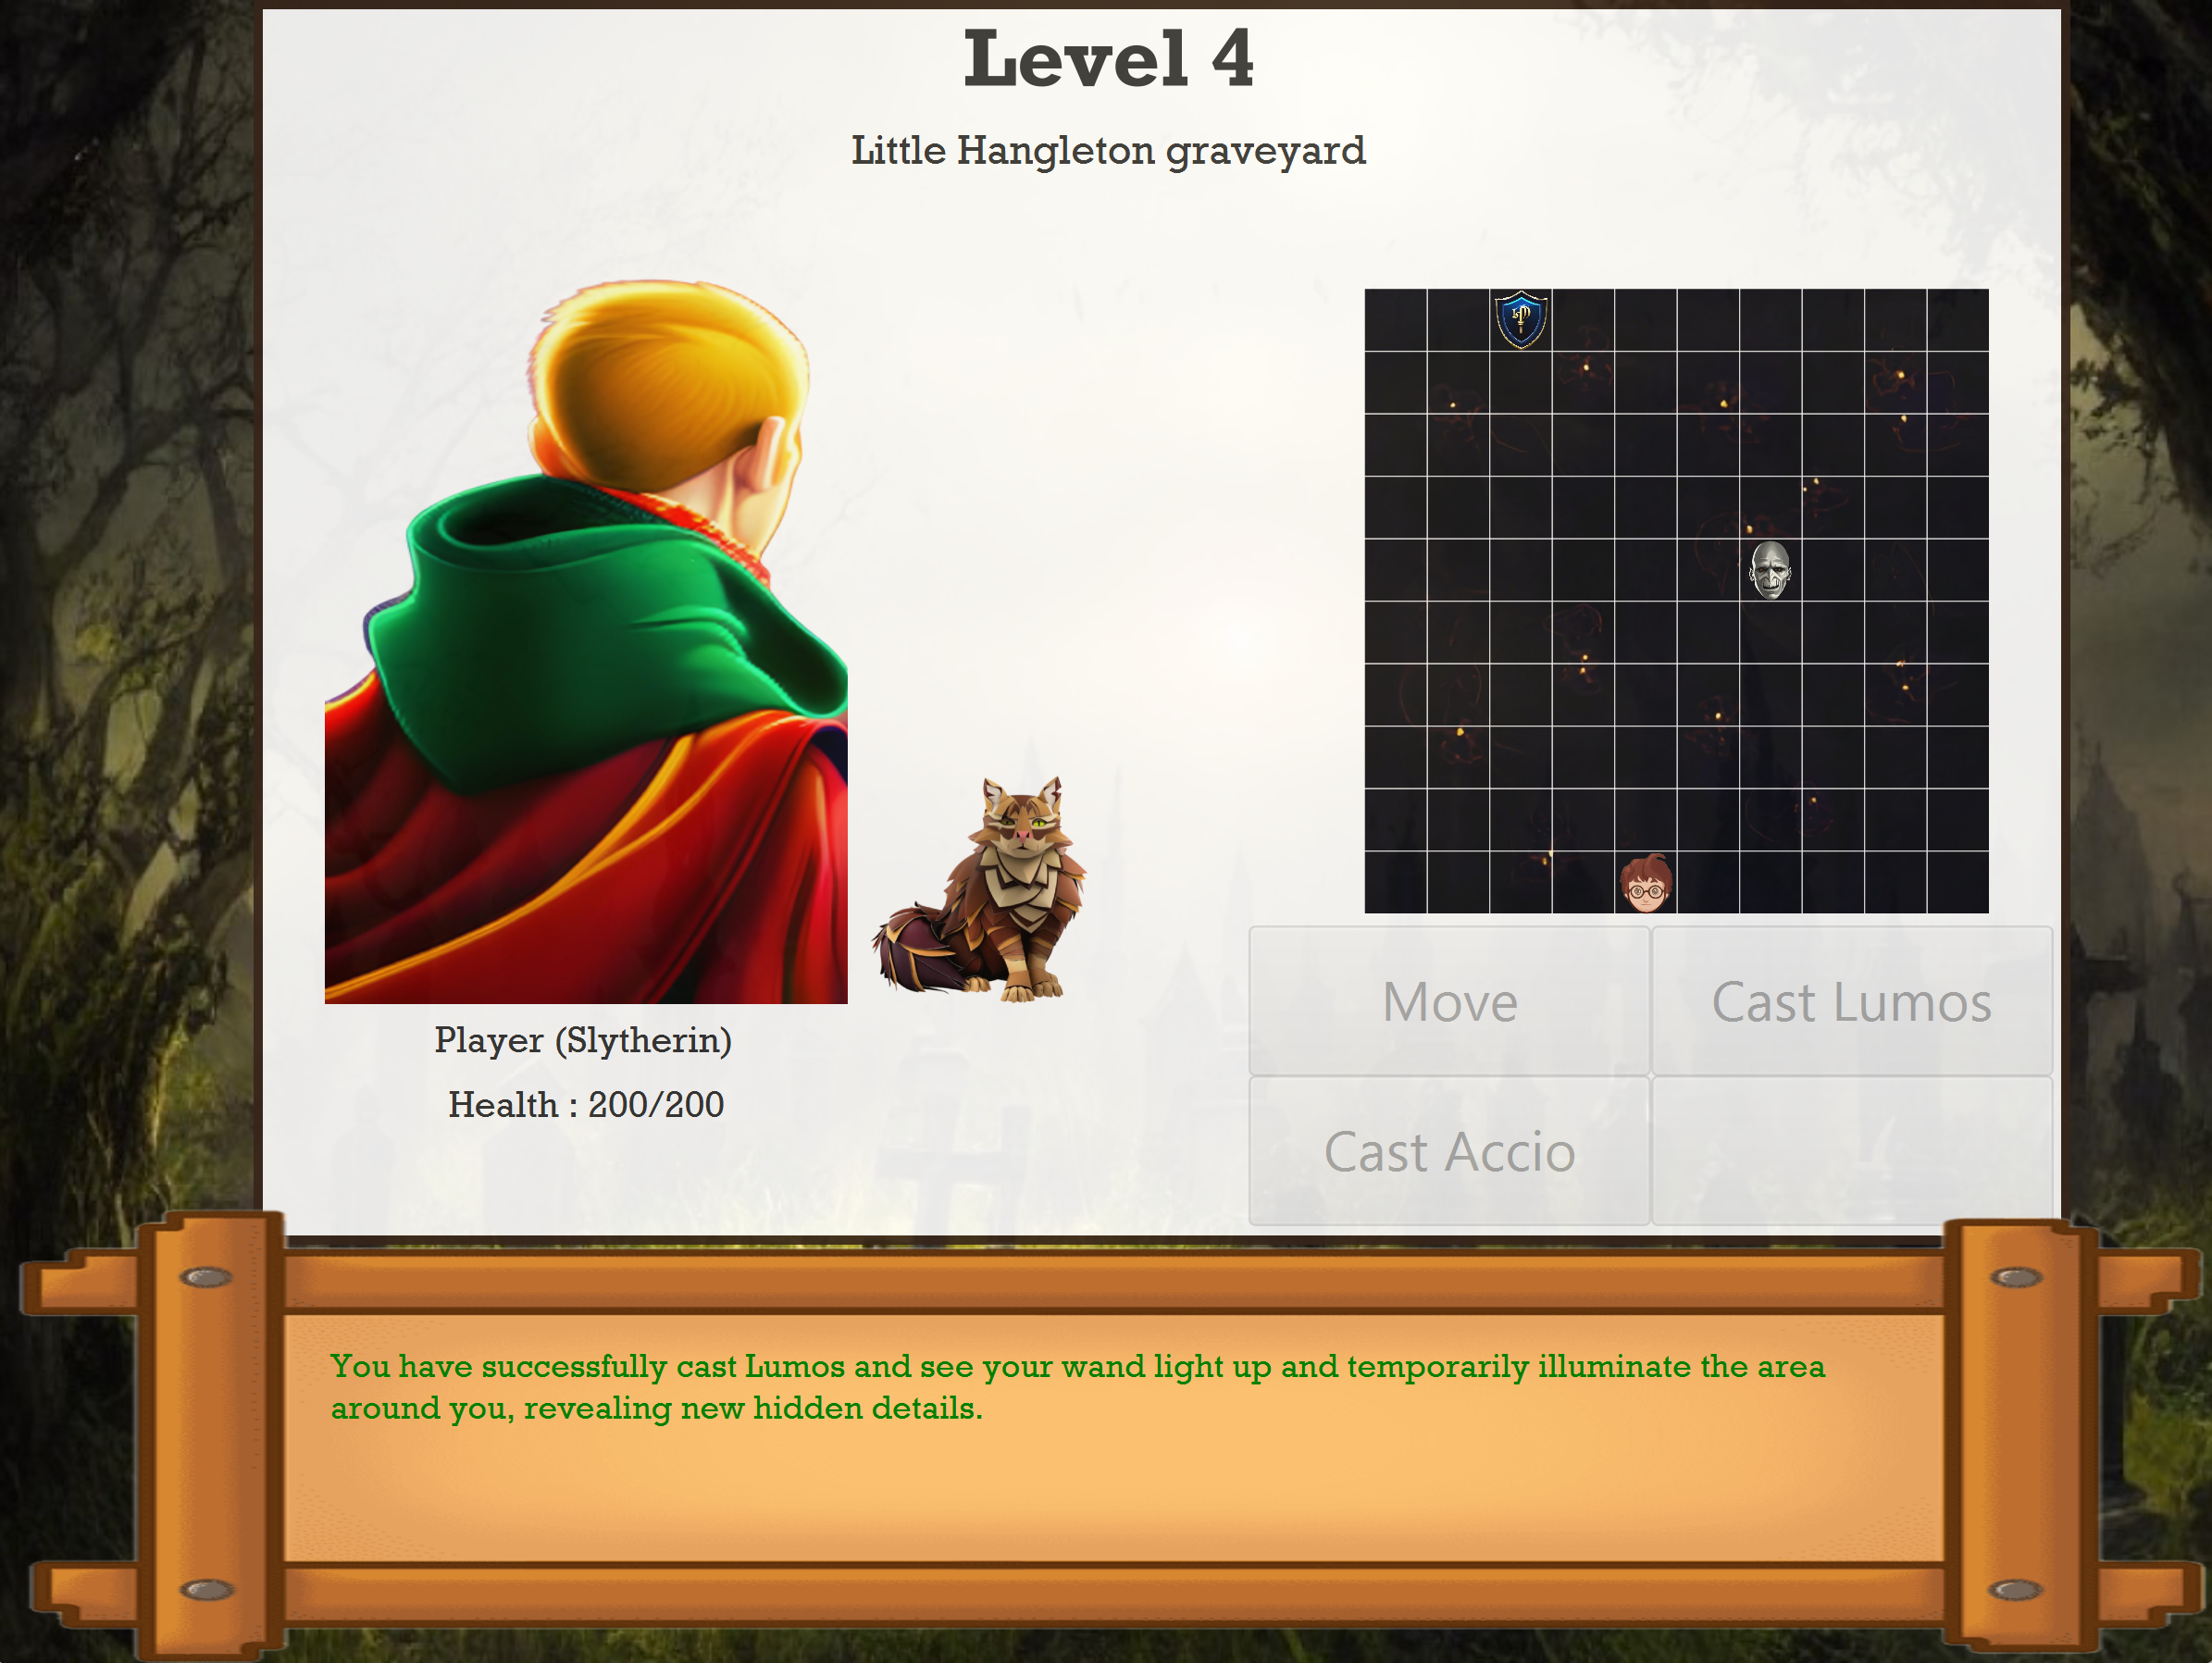 Level 4
Little Hangleton graveyard
Player (Slytherin)
Health : 200/200
Move
Cast Lumos
Cast Accio
You have successfully cast Lumos and see your wand light up and temporarily illuminate the area
around you, revealing new hidden details.